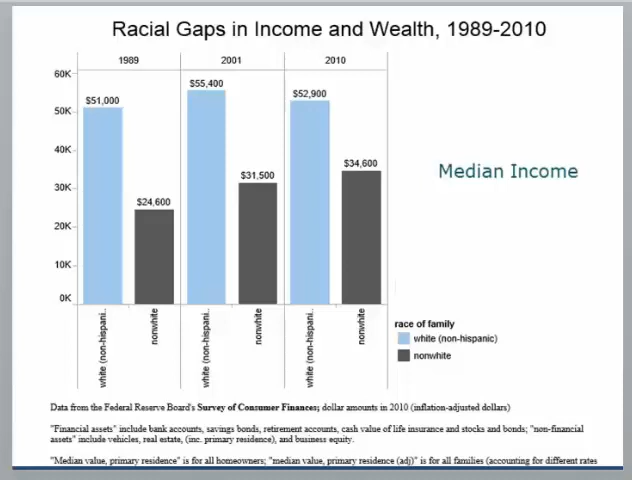 Racial Gaps in Income and Wealth, 1989-2010
1989 2001 2010
60K
50K
40K
30K
20K
10K
0K
$51,000
$24,600
$55,400
$31,500
$52,900
$34,600
Median Income
white (non-hispani..
nonwhite
white (non-hispani..
nonwhite
white (non-hispani..
nonwhite
race of family
white (non-hispanic)
nonwhite
Data from the Federal Reserve Board's Survey of Consumer Finances; dollar amounts in 2010 (inflation-adjusted dollars)
"Financial assets" include bank accounts, savings bonds, retirement accounts, cash value of life insurance and stocks and bonds; "non-financial
assets" include vehicles, real estate, (inc. primary residence), and business equity.
"Median value, primary residence" is for all homeowners; "median value, primary residence (adj)" is for all families (accounting for different rates